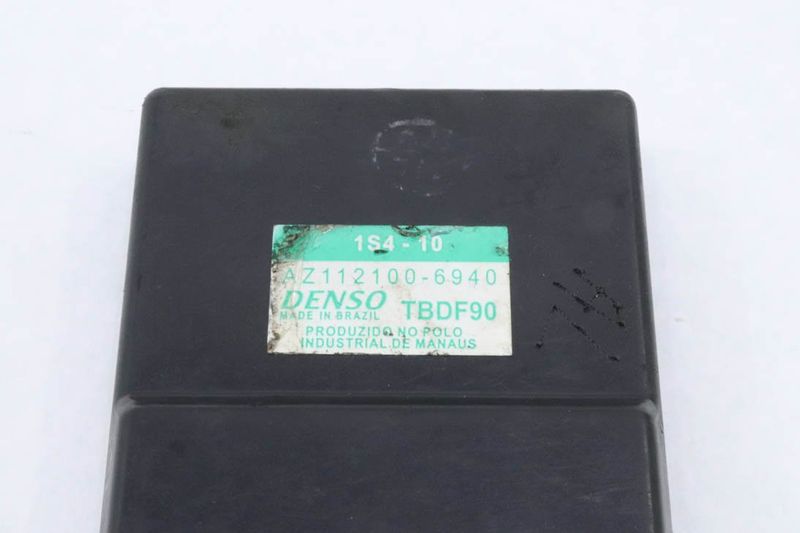 1S4 - 10
AZ112100-6940
DENSO TBDF90
MADE IN BRAZIL
PRODUZIDO NO POLO
INDUSTRIAL DE MANAUS